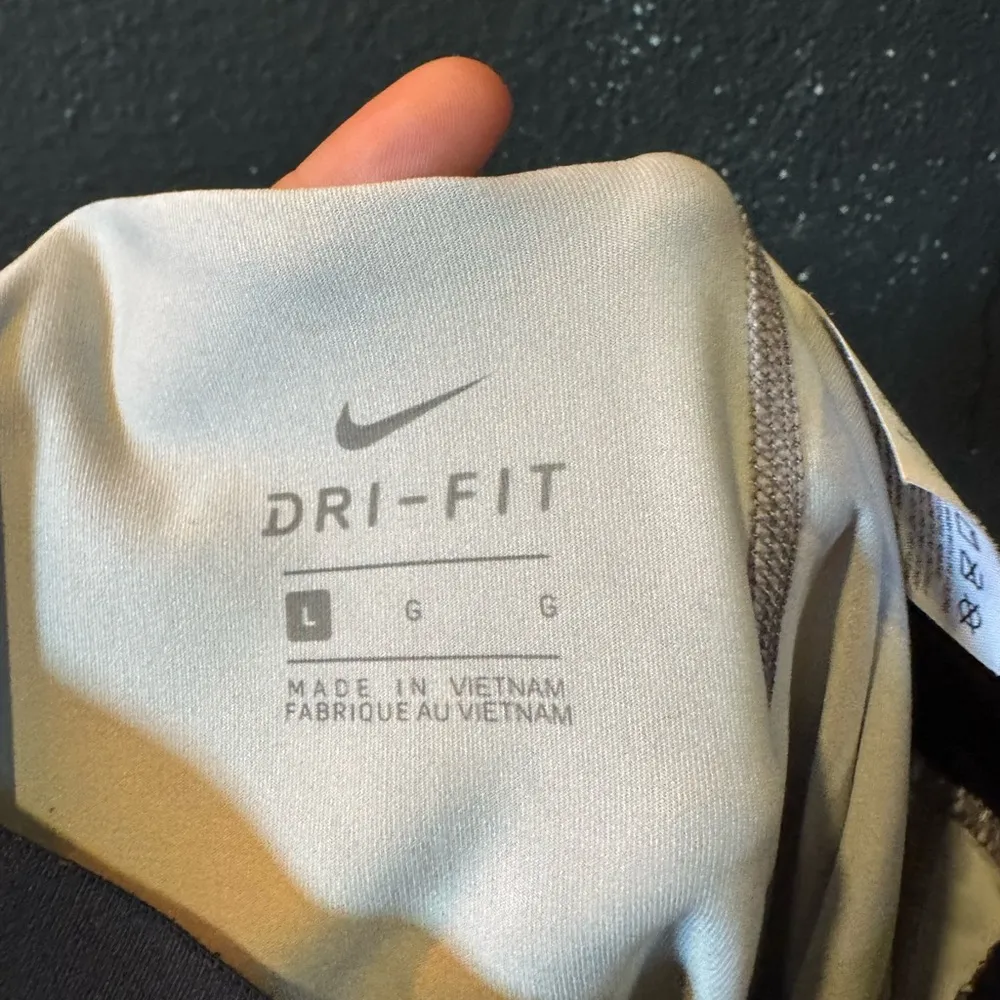 DRI-FIT
L G G
MADE IN VIETNAM
FABRIQUE AU VIETNAM